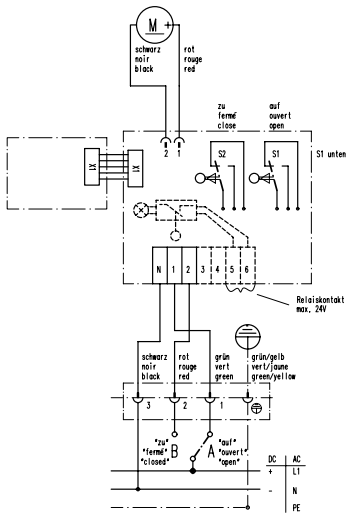 M
+
schwarz
noir
black
rot
rouge
red
zu
fermé
close
auf
ouvert
open
2 1
S2
S1
S1 unten
X1
X1
N 1 2 3 4 5 6
Relaiskontakt
max. 24V
schwarz
noir
black
rot
rouge
red
grün
vert
green
grün/gelb
vert/jaune
green/yellow
3 2 1
"zu"
"fermé"
"closed"
B
A
"auf"
"ouvert"
"open"
DC AC
+ L1
- N
PE